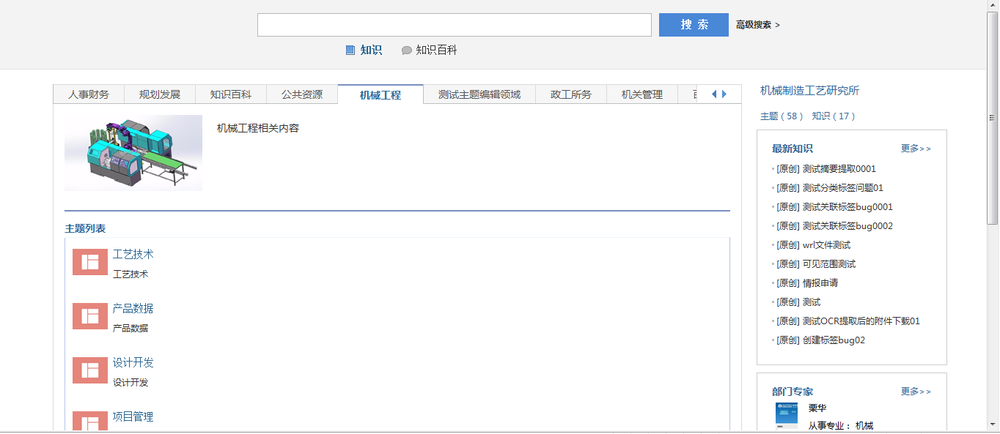 搜 索
高级搜索 >
知识 知识百科
人事财务 规划发展 知识百科 公共资源 机械工程 测试主题编辑领域 政工所务 机关管理
机械工程相关内容
主题列表
工艺技术
工艺技术
产品数据
产品数据
设计开发
设计开发
项目管理
机械制造工艺研究所
主题（58） 知识（17）
最新知识 更多>>
[原创] 测试摘要提取0001
[原创] 测试分类标签问题01
[原创] 测试关联标签bug0001
[原创] 测试关联标签bug0002
[原创] wrl文件测试
[原创] 可见范围测试
[原创] 情报申请
[原创] 测试
[原创] 测试OCR提取后的附件下载01
[原创] 创建标签bug02
部门专家 更多>>
栗华
从事专业： 机械